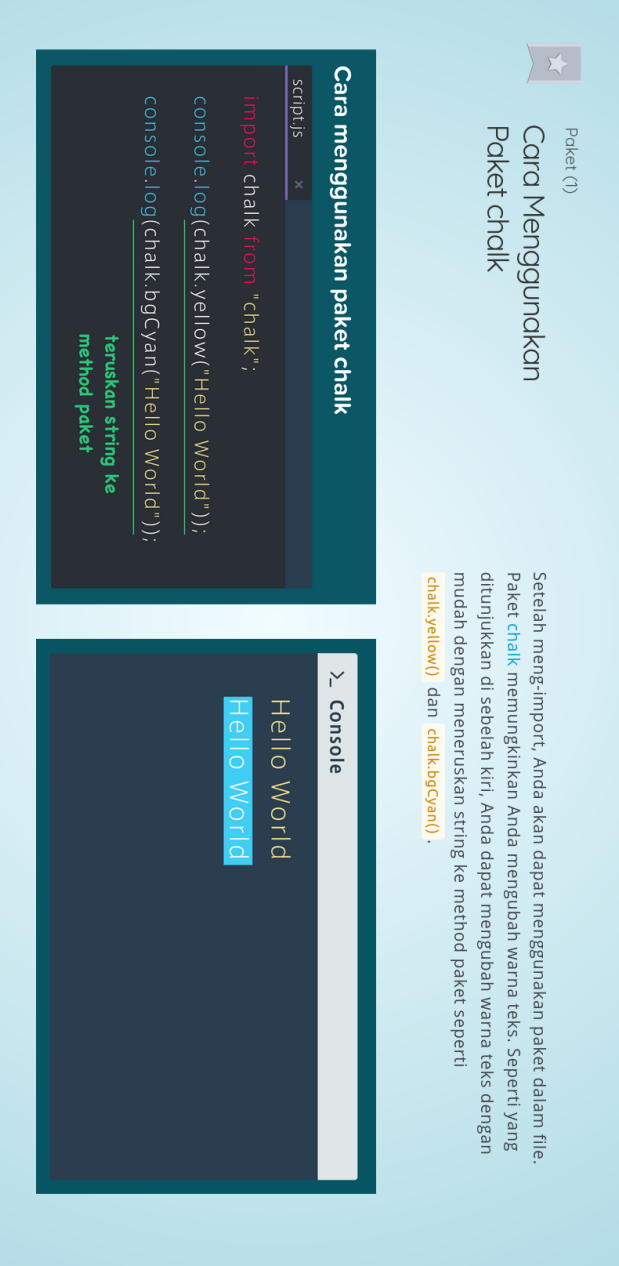 Paket (1)
Cara Menggunakan
Paket chalk
Setelah meng-import, Anda akan dapat menggunakan paket dalam file.
Paket chalk memungkinkan Anda mengubah warna teks. Seperti yang
ditunjukkan di sebelah kiri, Anda dapat mengubah warna teks dengan
mudah dengan meneruskan string ke method paket seperti
chalk.yellow() dan chalk.bgCyan() .
Cara menggunakan paket chalk
script.js ×
import chalk from "chalk";
console.log(chalk.yellow("Hello World"));
console.log(chalk.bgCyan("Hello World"));
teruskan string ke
method paket
>_ Console
Hello World
Hello World